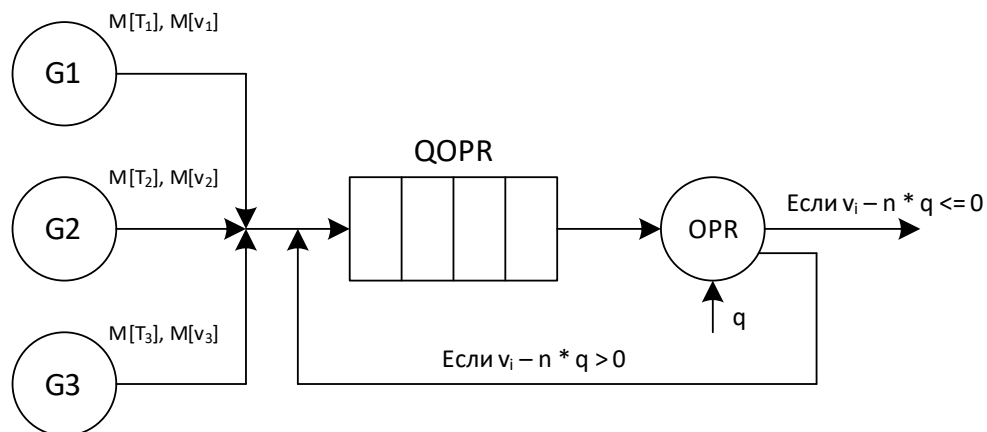 M[T₁], M[v₁]
G1
QOPR
M[T₂], M[v₂]
G2
OPR
Если vᵢ – n * q <= 0
q
M[T₃], M[v₃]
G3
Если vᵢ – n * q > 0